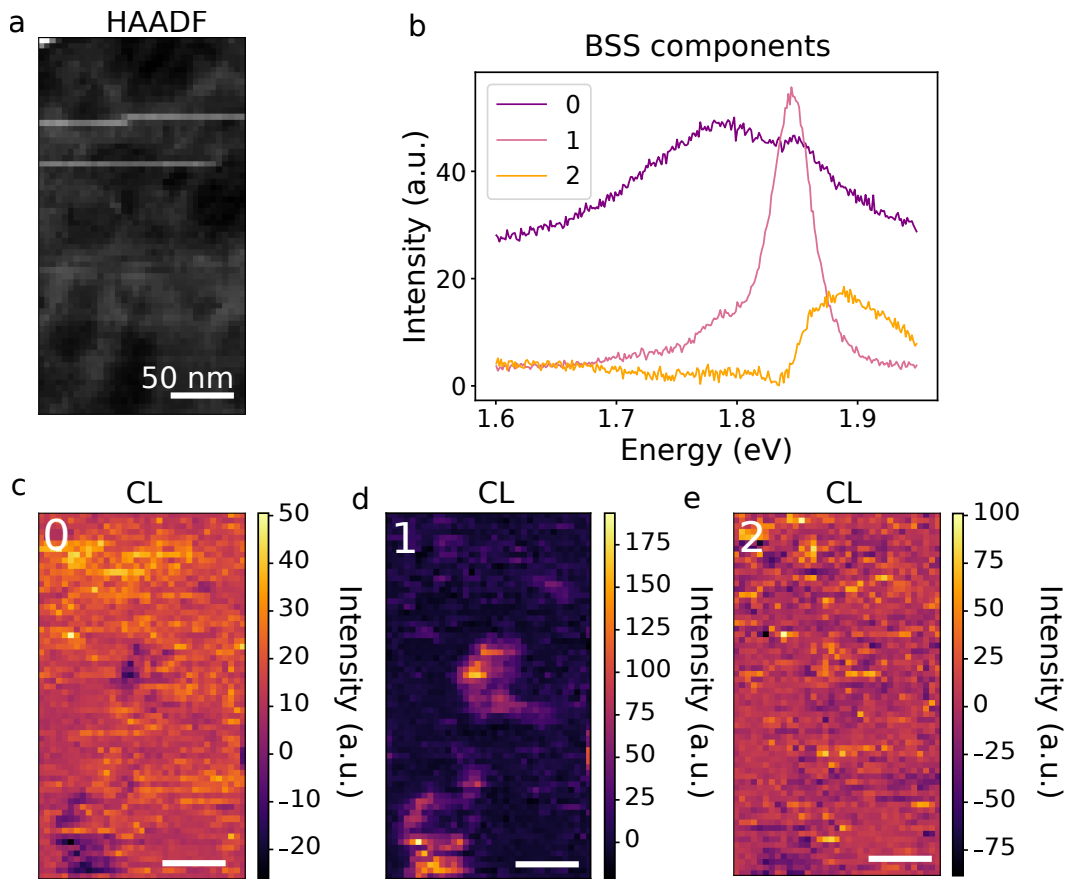 a
HAADF
50 nm
b
BSS components
0
1
2
Intensity (a.u.)
40
20
0
1.6
1.7
1.8
1.9
Energy (eV)
c
CL
0
50
40
30
20
10
0
−10
−20
Intensity (a.u.)
d
CL
1
175
150
125
100
75
50
25
0
Intensity (a.u.)
e
CL
2
100
75
50
25
0
−25
−50
−75
Intensity (a.u.)